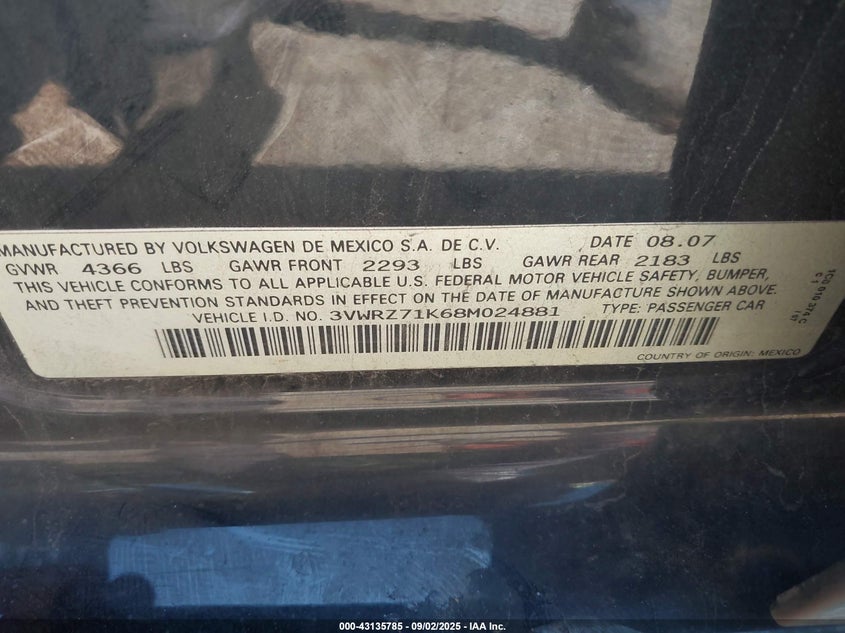 MANUFACTURED BY VOLKSWAGEN DE MEXICO S.A. DE C.V. DATE 08.07
GVWR 4366 LBS GAWR FRONT 2293 LBS GAWR REAR 2183 LBS
THIS VEHICLE CONFORMS TO ALL APPLICABLE U.S. FEDERAL MOTOR VEHICLE SAFETY, BUMPER,
AND THEFT PREVENTION STANDARDS IN EFFECT ON THE DATE OF MANUFACTURE SHOWN ABOVE.
VEHICLE I.D. NO. 3VWRZ71K68M024881 TYPE: PASSENGER CAR
COUNTRY OF ORIGIN: MEXICO
000-43135785 - 09/02/2025 - IAA Inc.